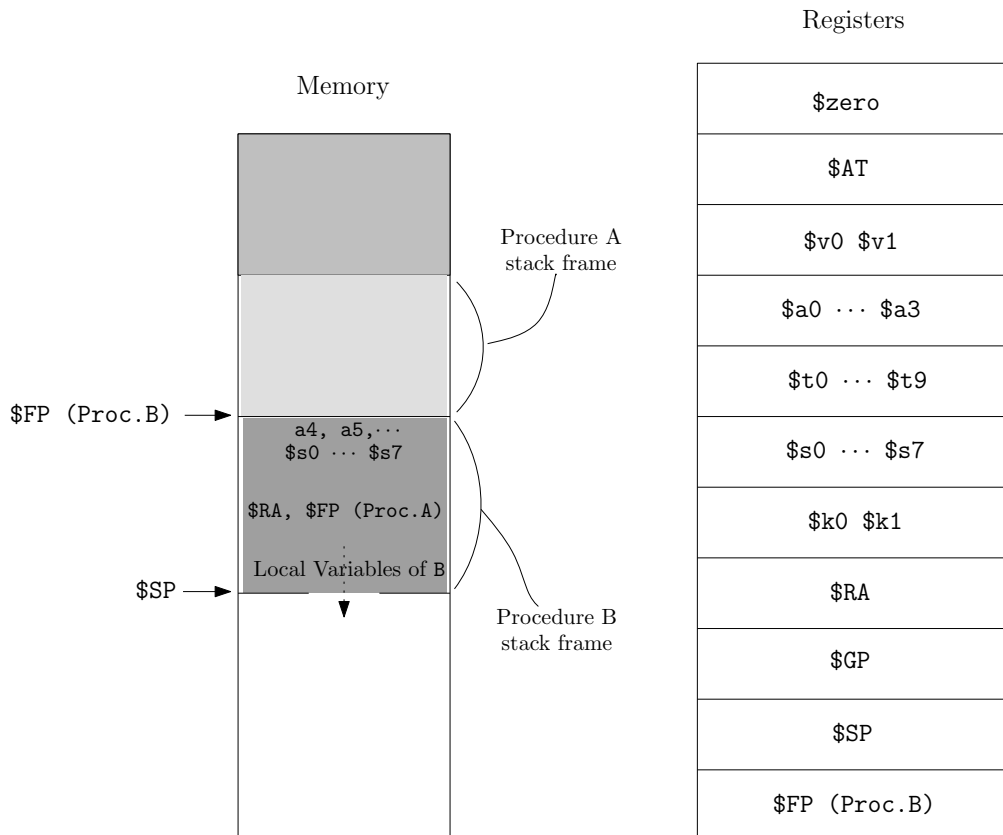 Registers
Memory
$zero
$AT
$v0 $v1
Procedure A
stack frame
$a0 ··· $a3
$t0 ··· $t9
$FP (Proc.B)
a4, a5,···
$s0 ··· $s7
$s0 ··· $s7
$RA, $FP (Proc.A)
$k0 $k1
Local Variables of B
$SP
$RA
Procedure B
stack frame
$GP
$SP
$FP (Proc.B)